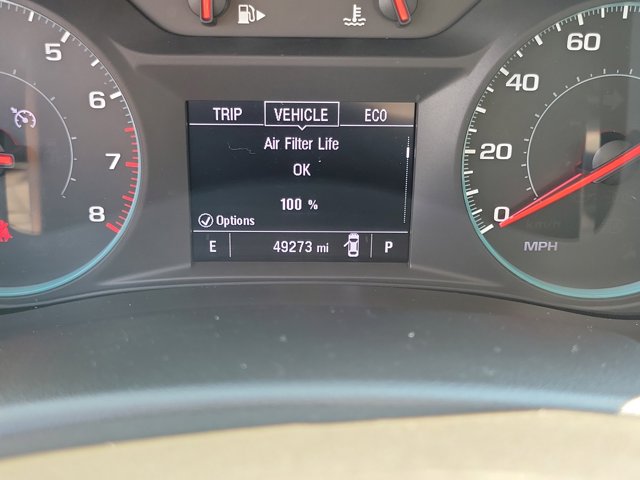 5
6
7
8
TRIP VEHICLE ECO
Air Filter Life
OK
100 %
Options
E 49273 mi P
60
40
20
0
km/h
MPH